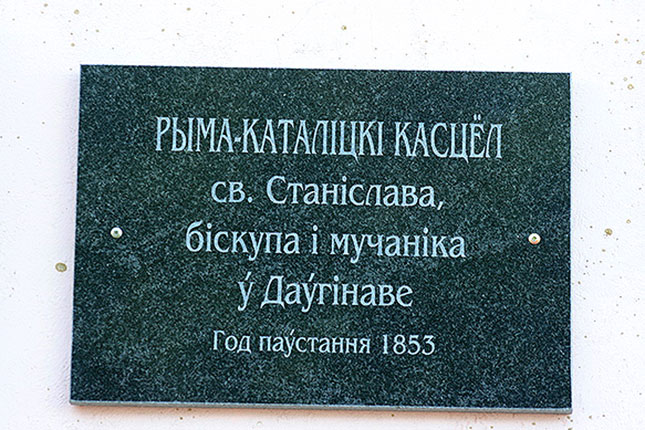 РЫМА-КАТАЛІЦКІ КАСЦЁЛ
св. Станіслава,
біскупа і мучаніка
ў Даўгінаве
Год паўстання 1853